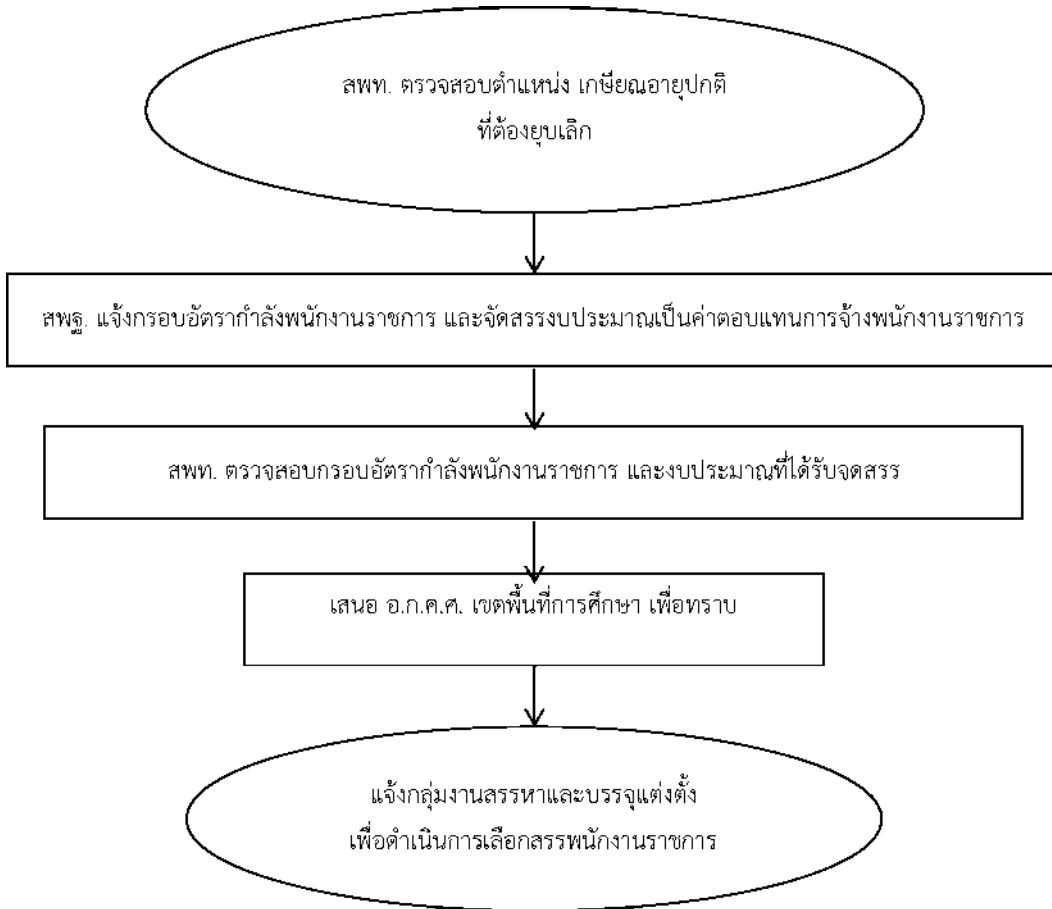 สพท. ตรวจสอบตำแหน่ง เกษียณอายุปกติ
ที่ต้องยุบเลิก
สพฐ. แจ้งกรอบอัตรากำลังพนักงานราชการ และจัดสรรงบประมาณเป็นค่าตอบแทนการจ้างพนักงานราชการ
สพท. ตรวจสอบกรอบอัตรากำลังพนักงานราชการ และงบประมาณที่ได้รับจดสรร
เสนอ อ.ก.ค.ศ. เขตพื้นที่การศึกษา เพื่อทราบ
แจ้งกลุ่มงานสรรหาและบรรจุแต่งตั้ง
เพื่อดำเนินการเลือกสรรพนักงานราชการ